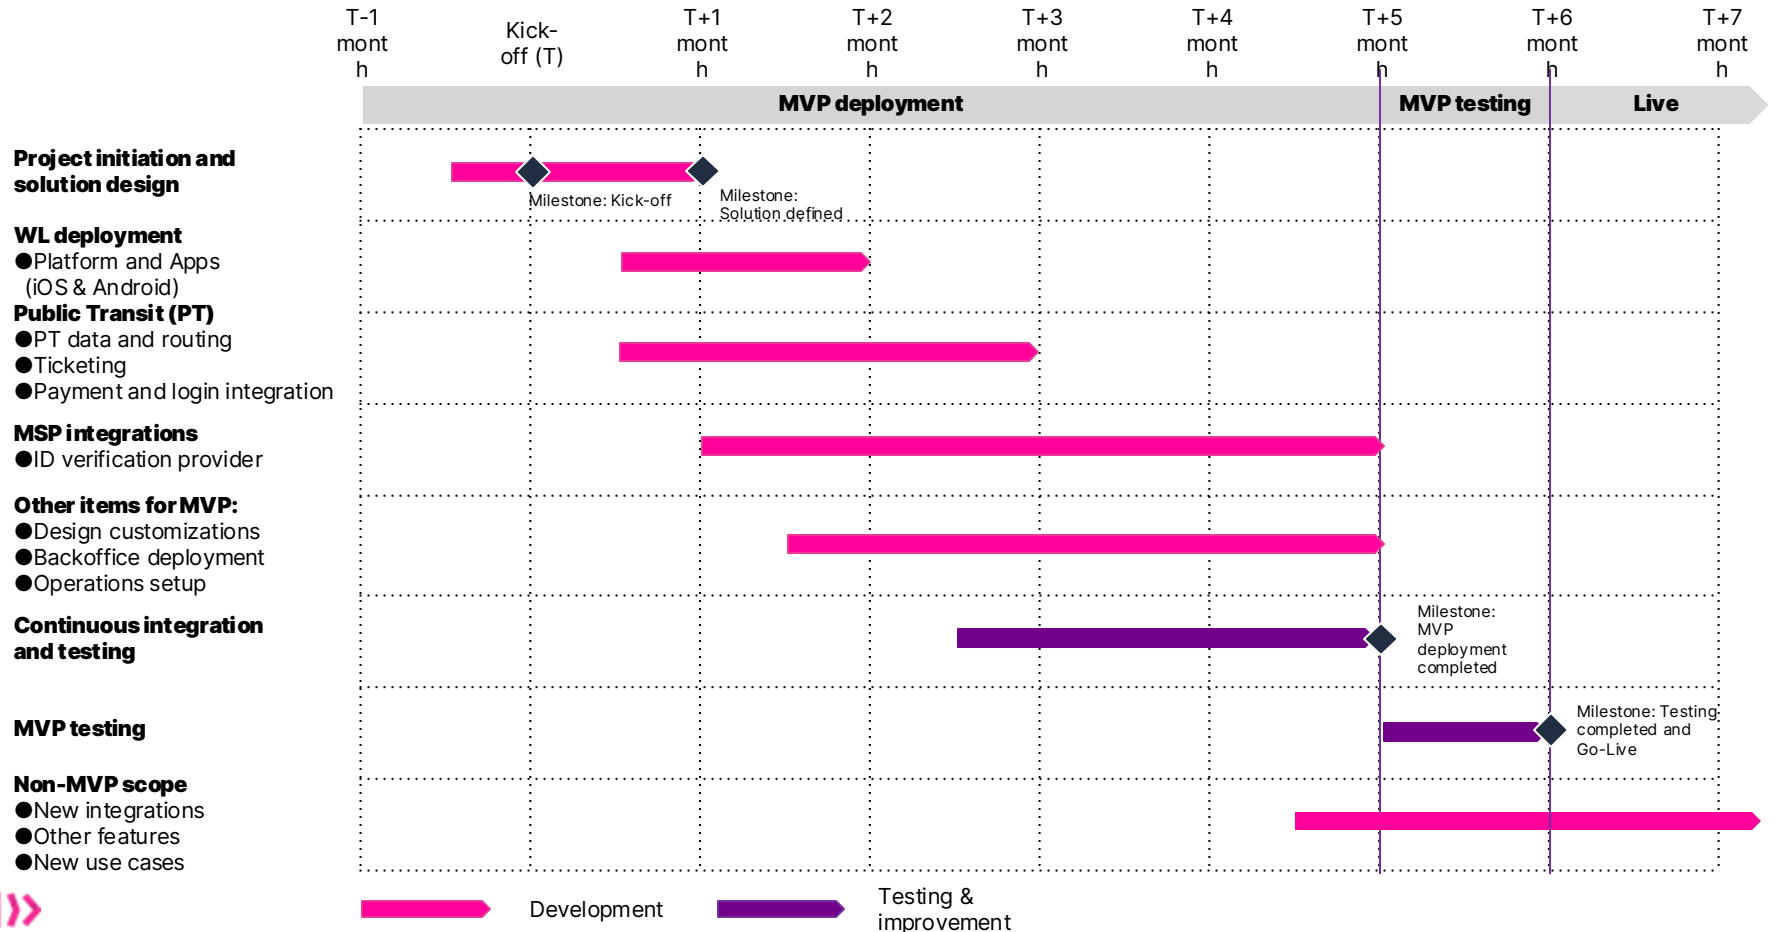 T-1
mont
h
Kick-
off (T)
T+1
mont
h
T+2
mont
h
T+3
mont
h
T+4
mont
h
T+5
mont
h
T+6
mont
h
T+7
mont
h
MVP deployment
MVP testing
Live
Project initiation and
solution design
Milestone: Kick-off
Milestone:
Solution defined
WL deployment
●Platform and Apps
(iOS & Android)
Public Transit (PT)
●PT data and routing
●Ticketing
●Payment and login integration
MSP integrations
●ID verification provider
Other items for MVP:
●Design customizations
●Backoffice deployment
●Operations setup
Continuous integration
and testing
Milestone:
MVP
deployment
completed
MVP testing
Milestone: Testing
completed and
Go-Live
Non-MVP scope
●New integrations
●Other features
●New use cases
Development
Testing &
improvement